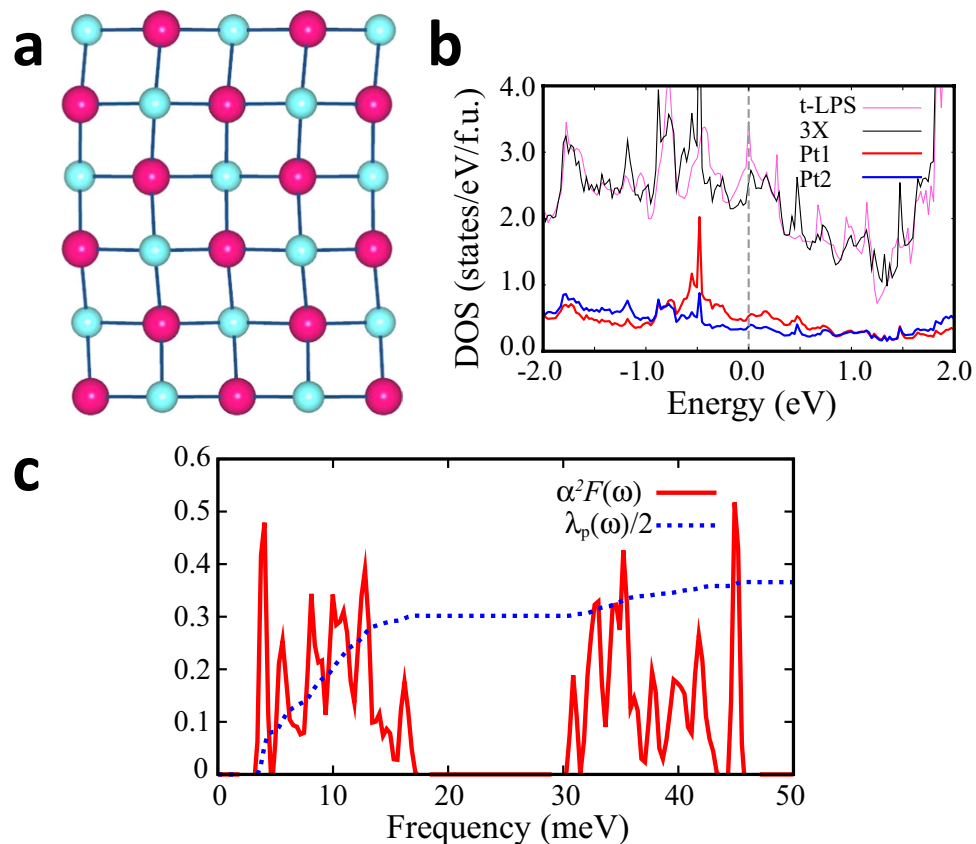 a
b
DOS (states/eV/f.u.)
4.0
3.0
2.0
1.0
0.0
t-LPS
3X
Pt1
Pt2
-2.0 -1.0 0.0 1.0 2.0
Energy (eV)
c
0.6
0.5
0.4
0.3
0.2
0.1
0
α²F(ω)
λₚ(ω)/2
0 10 20 30 40 50
Frequency (meV)